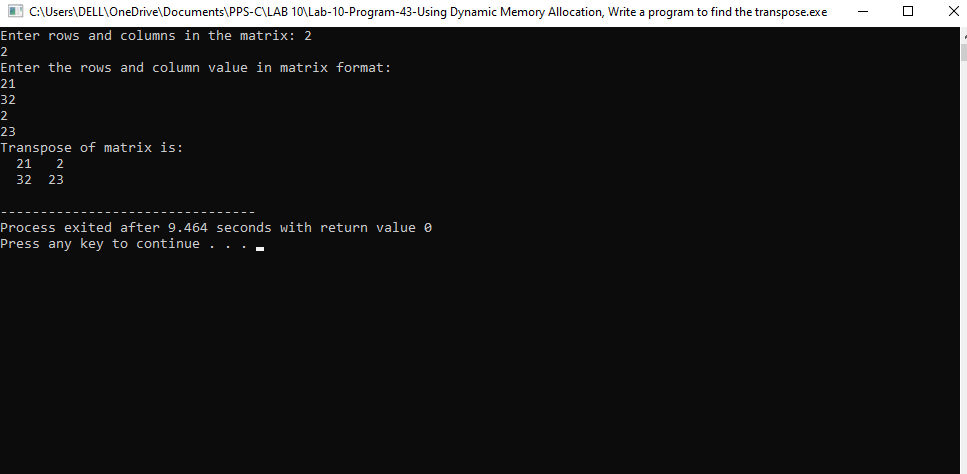 C:\Users\DELL\OneDrive\Documents\PPS-C\LAB 10\Lab-10-Program-43-Using Dynamic Memory Allocation, Write a program to find the transpose.exe
Enter rows and columns in the matrix: 2
2
Enter the rows and column value in matrix format:
21
32
2
23
Transpose of matrix is:
  21   2
  32  23
--------------------------------
Process exited after 9.464 seconds with return value 0
Press any key to continue . . .